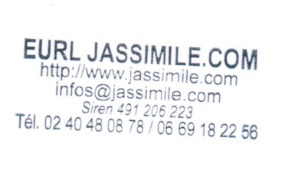 EURL JASSIMILE.COM
http://www.jassimile.com
infos@jassimile.com
Siren 491 206 223
Tél. 02 40 48 08 78 / 06 69 18 22 56